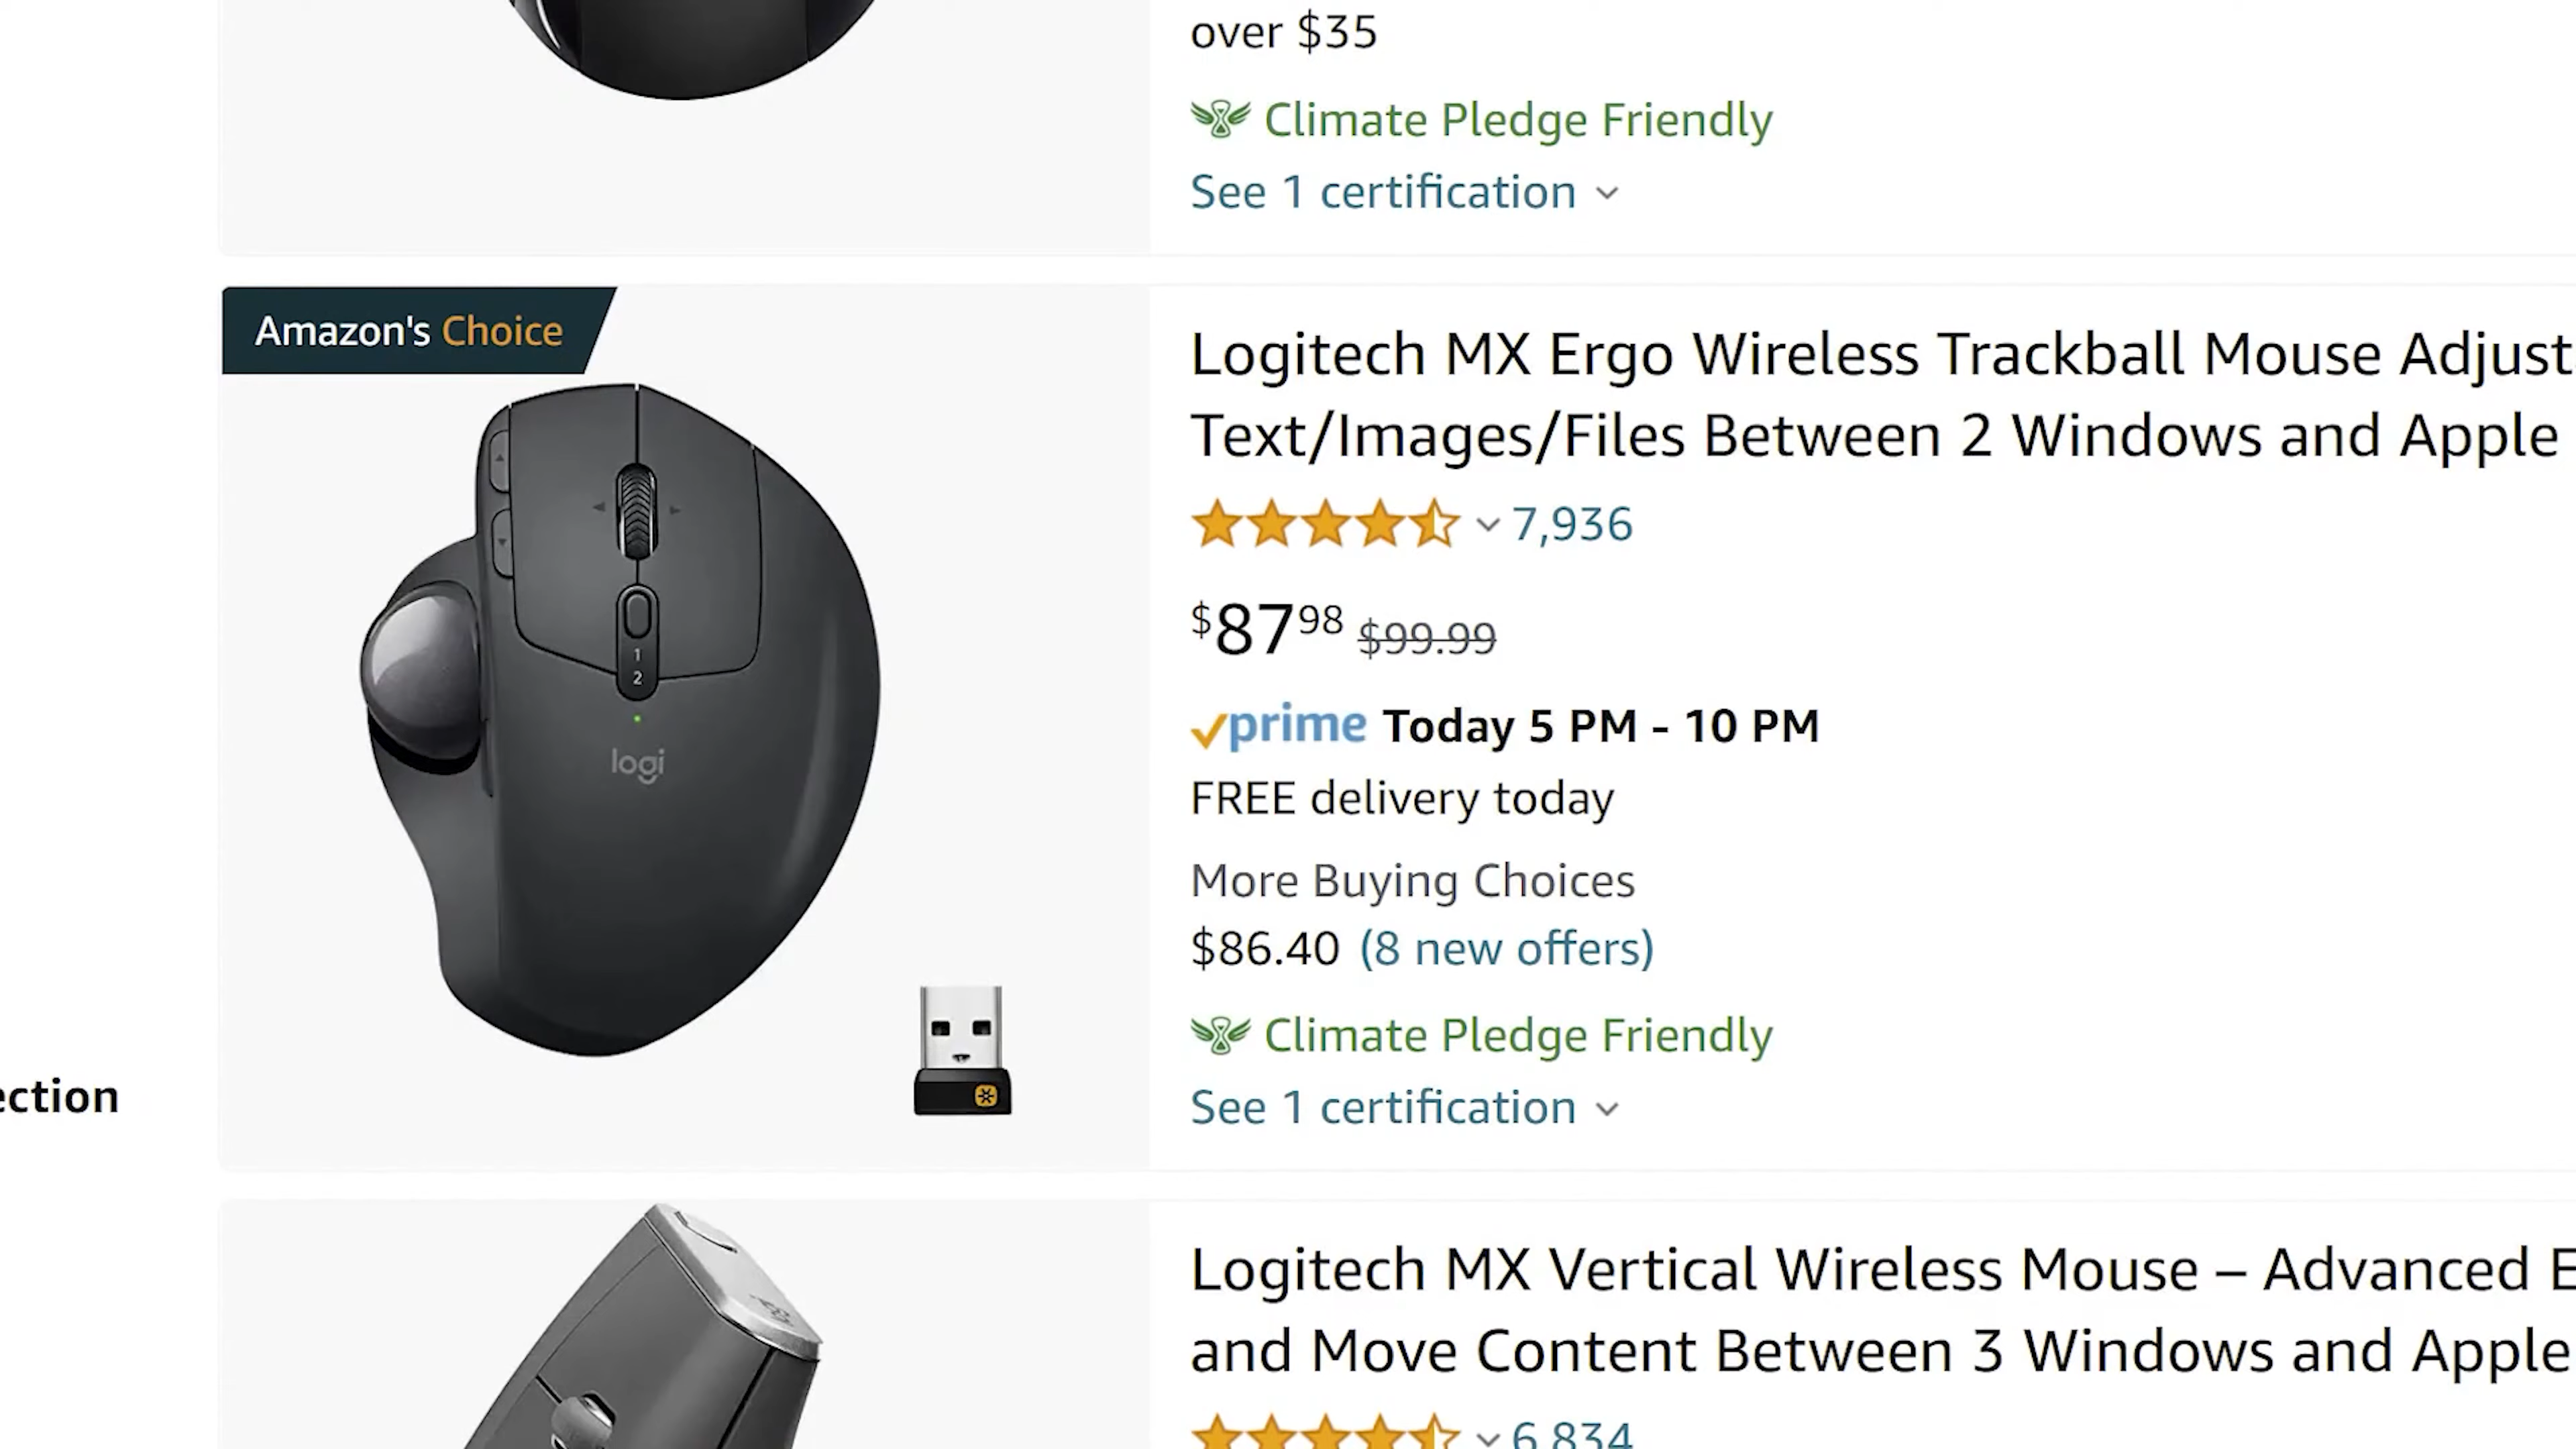 over $35
Climate Pledge Friendly
See 1 certification
Amazon's Choice
Logitech MX Ergo Wireless Trackball Mouse Adjust
Text/Images/Files Between 2 Windows and Apple
7,936
$87.98 $99.99
prime Today 5 PM - 10 PM
FREE delivery today
More Buying Choices
$86.40 (8 new offers)
Climate Pledge Friendly
See 1 certification
1
2
logi
ection
Logitech MX Vertical Wireless Mouse – Advanced E
and Move Content Between 3 Windows and Apple
6,834